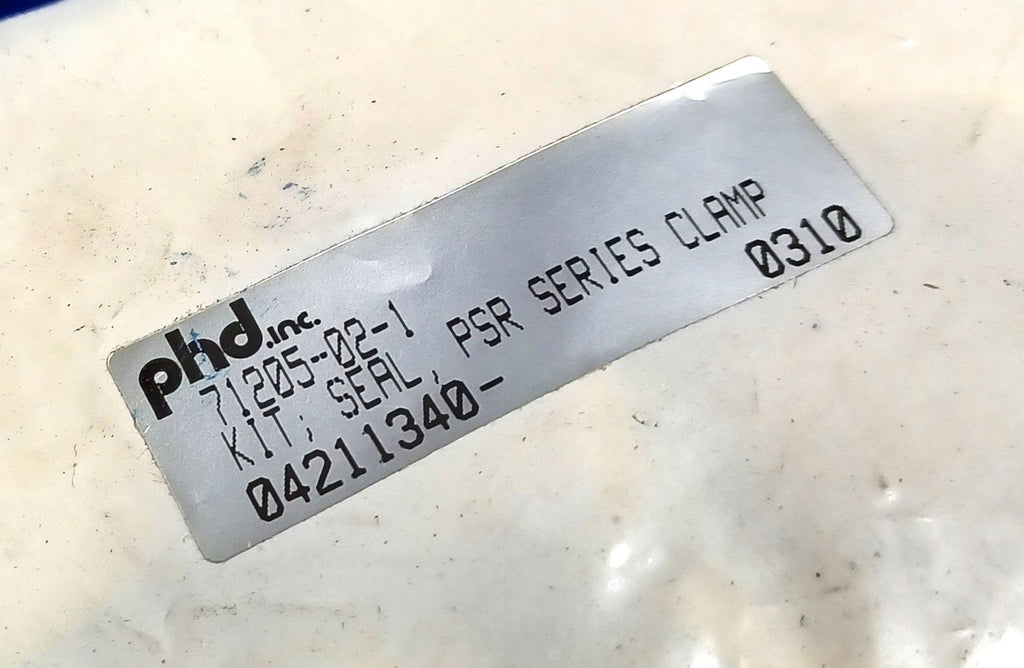 phd.inc.
71205-02-1
KIT; SEAL, PSR SERIES CLAMP
04211340- 0310